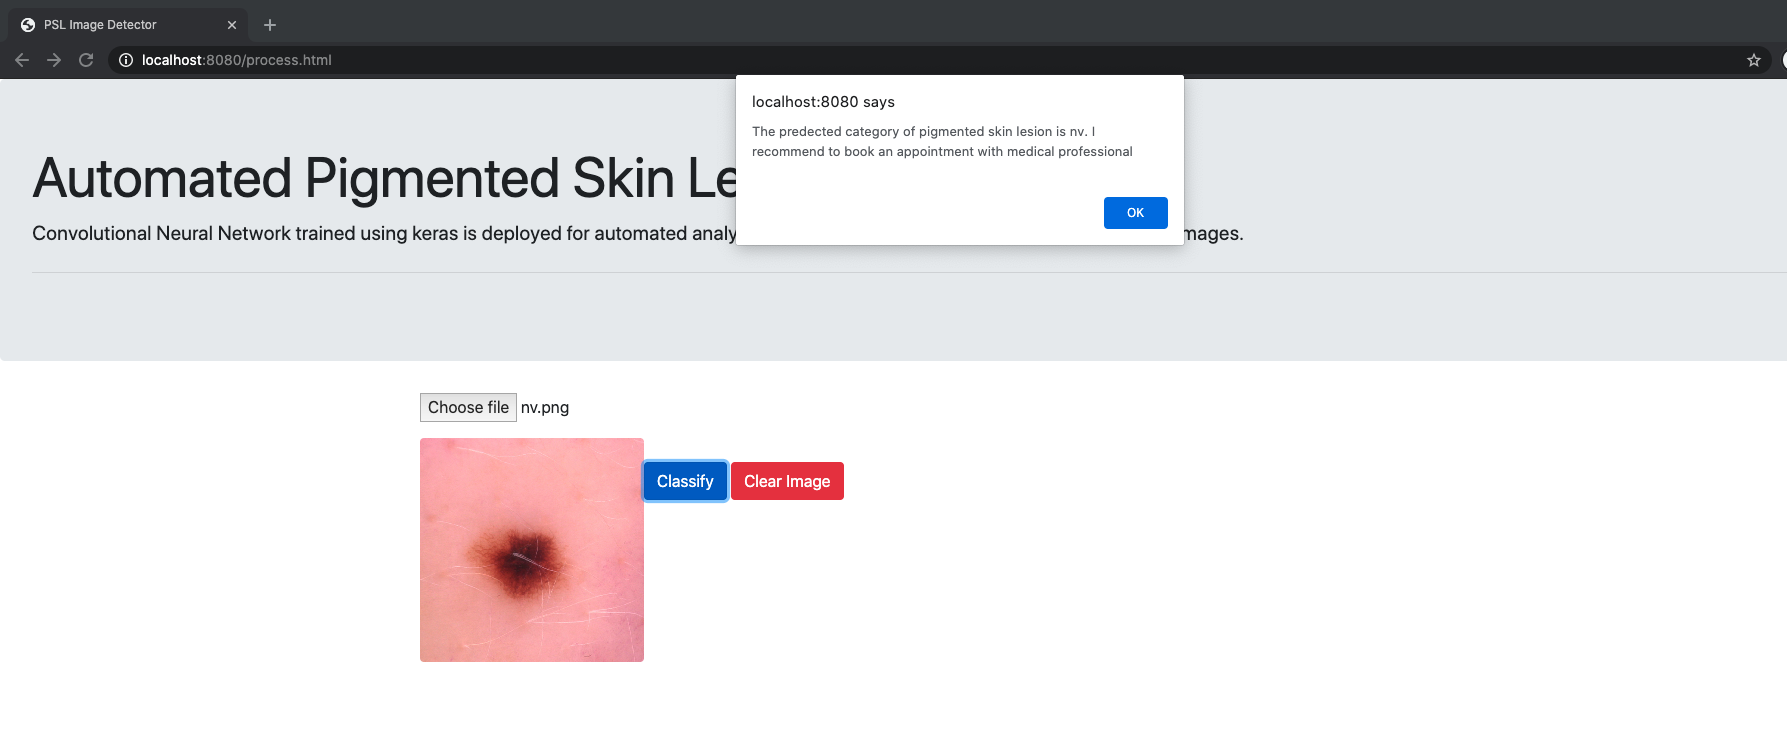 PSL Image Detector
localhost:8080/process.html
localhost:8080 says
The predected category of pigmented skin lesion is nv. I
recommend to book an appointment with medical professional
OK
Automated Pigmented Skin Le
Convolutional Neural Network trained using keras is deployed for automated analy mages.
Choose file nv.png
Classify Clear Image